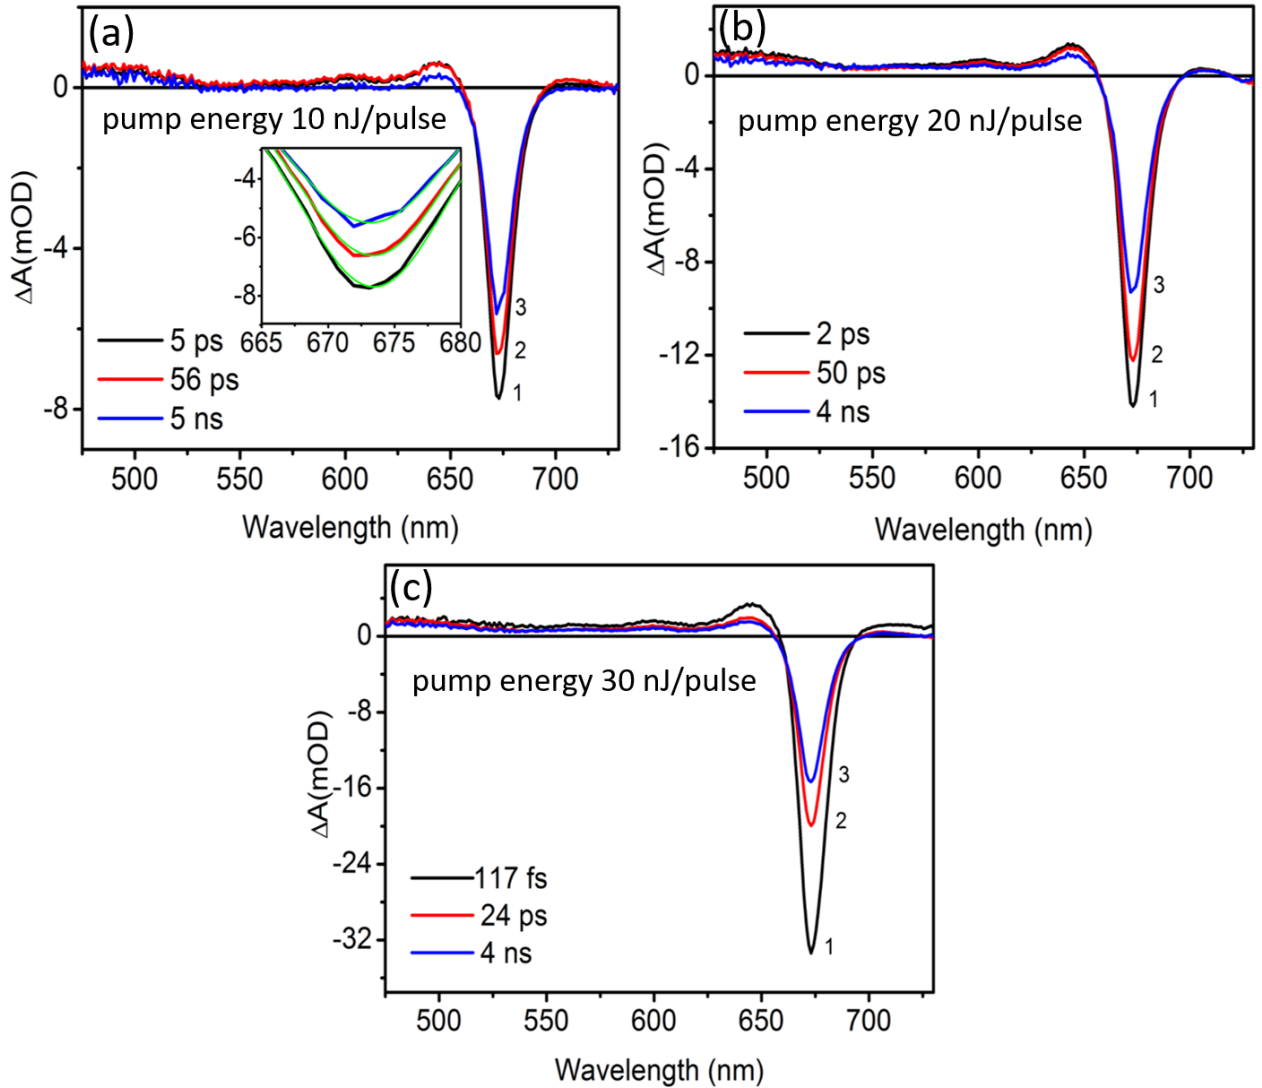 (a)
0
-4
-8
ΔA(mOD)
pump energy 10 nJ/pulse
-4
-6
-8
665 670 675 680
3
2
1
5 ps
56 ps
5 ns
500 550 600 650 700
Wavelength (nm)
(b)
0
-4
-8
-12
-16
ΔA(mOD)
pump energy 20 nJ/pulse
3
2
1
2 ps
50 ps
4 ns
500 550 600 650 700
Wavelength (nm)
(c)
0
-8
-16
-24
-32
ΔA(mOD)
pump energy 30 nJ/pulse
3
2
1
117 fs
24 ps
4 ns
500 550 600 650 700
Wavelength (nm)